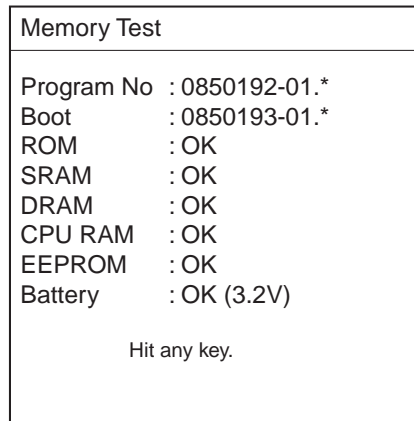 Memory Test
Program No : 0850192-01.*
Boot : 0850193-01.*
ROM : OK
SRAM : OK
DRAM : OK
CPU RAM : OK
EEPROM : OK
Battery : OK (3.2V)
Hit any key.